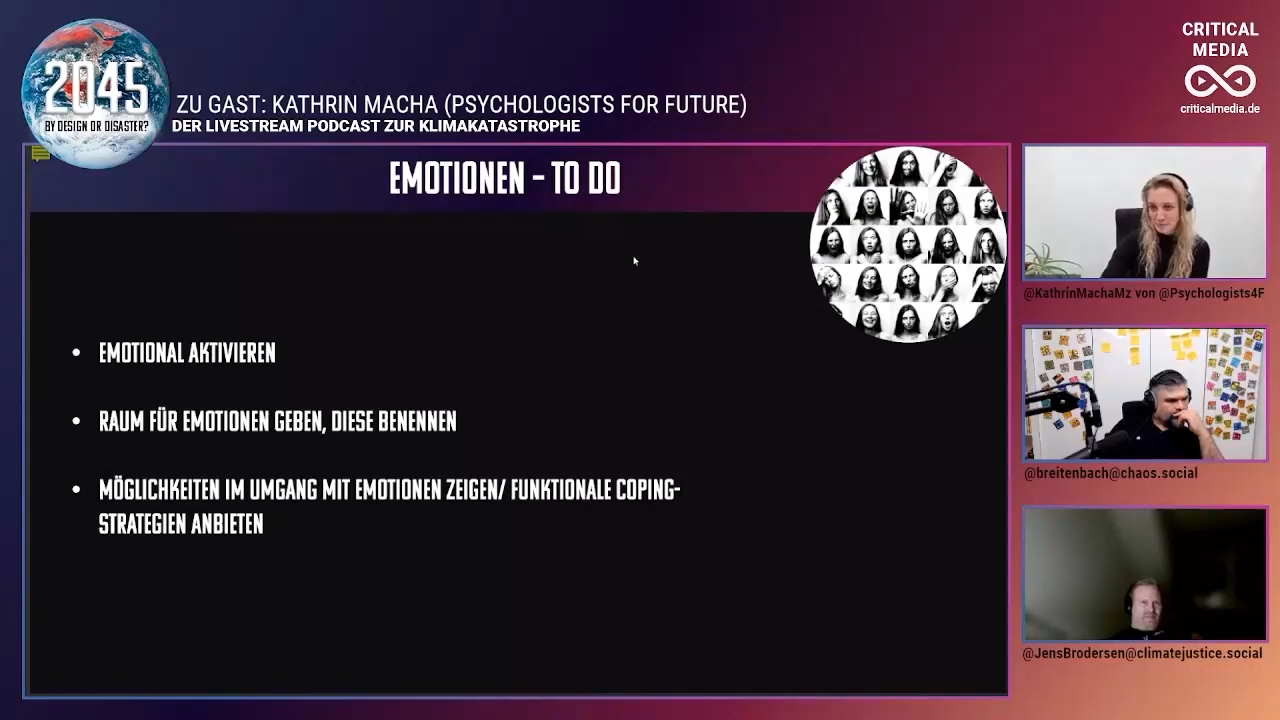 2045
BY DESIGN OR DISASTER?
ZU GAST: KATHRIN MACHA (PSYCHOLOGISTS FOR FUTURE)
DER LIVESTREAM PODCAST ZUR KLIMAKATASTROPHE
CRITICAL
MEDIA
criticalmedia.de
EMOTIONEN - TO DO
• EMOTIONAL AKTIVIEREN
• RAUM FÜR EMOTIONEN GEBEN, DIESE BENENNEN
• MÖGLICHKEITEN IM UMGANG MIT EMOTIONEN ZEIGEN/ FUNKTIONALE COPING-
STRATEGIEN ANBIETEN
@KathrinMachaMz von @Psychologists4F
@breitenbach@chaos.social
@JensBrodersen@climatejustice.social